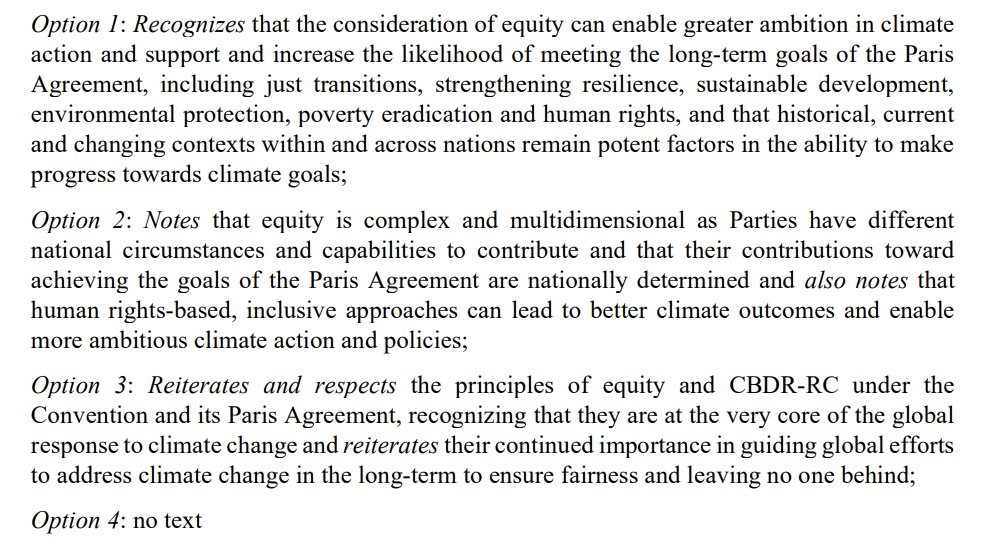 Option 1: Recognizes that the consideration of equity can enable greater ambition in climate
action and support and increase the likelihood of meeting the long-term goals of the Paris
Agreement, including just transitions, strengthening resilience, sustainable development,
environmental protection, poverty eradication and human rights, and that historical, current
and changing contexts within and across nations remain potent factors in the ability to make
progress towards climate goals;
Option 2: Notes that equity is complex and multidimensional as Parties have different
national circumstances and capabilities to contribute and that their contributions toward
achieving the goals of the Paris Agreement are nationally determined and also notes that
human rights-based, inclusive approaches can lead to better climate outcomes and enable
more ambitious climate action and policies;
Option 3: Reiterates and respects the principles of equity and CBDR-RC under the
Convention and its Paris Agreement, recognizing that they are at the very core of the global
response to climate change and reiterates their continued importance in guiding global efforts
to address climate change in the long-term to ensure fairness and leaving no one behind;
Option 4: no text